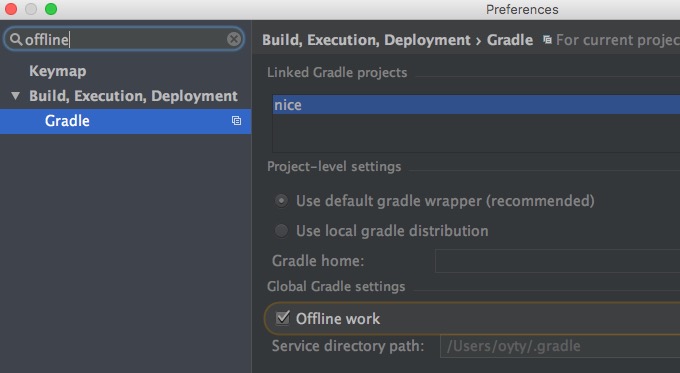 Preferences
offline
Keymap
Build, Execution, Deployment
Gradle
Build, Execution, Deployment › Gradle For current projec
Linked Gradle projects
nice
Project-level settings
Use default gradle wrapper (recommended)
Use local gradle distribution
Gradle home:
Global Gradle settings
Offline work
Service directory path: /Users/oyty/.gradle